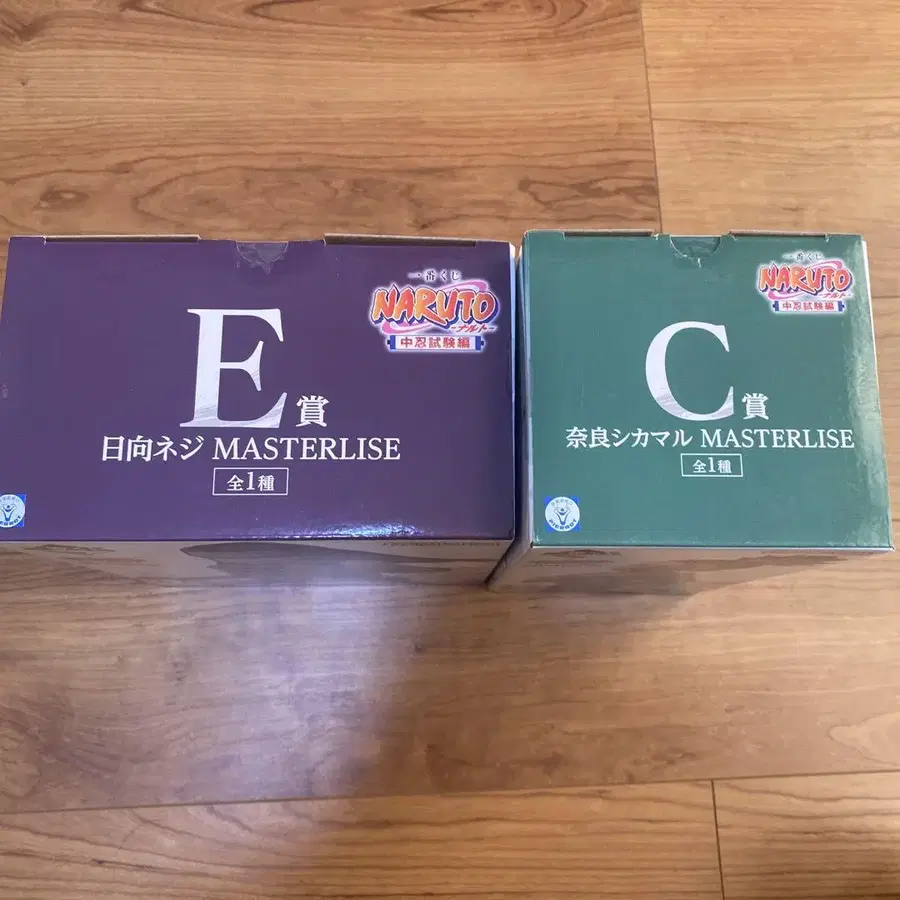 一番くじ
NARUTO
-ナルト-
中忍試験編
E賞
日向ネジ MASTERLISE
全1種
PIERROT
一番くじ
NARUTO
-ナルト-
中忍試験編
C賞
奈良シカマル MASTERLISE
全1種
PIERROT